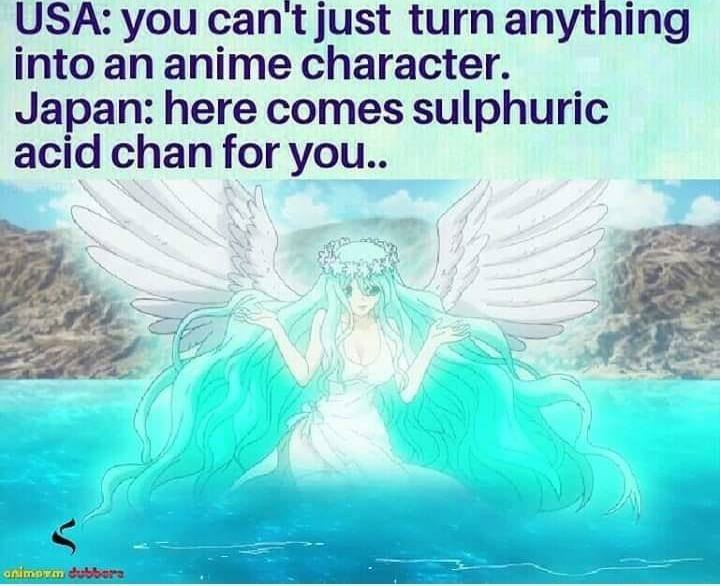 USA: you can't just turn anything
into an anime character.
Japan: here comes sulphuric
acid chan for you..
animovm dubbers